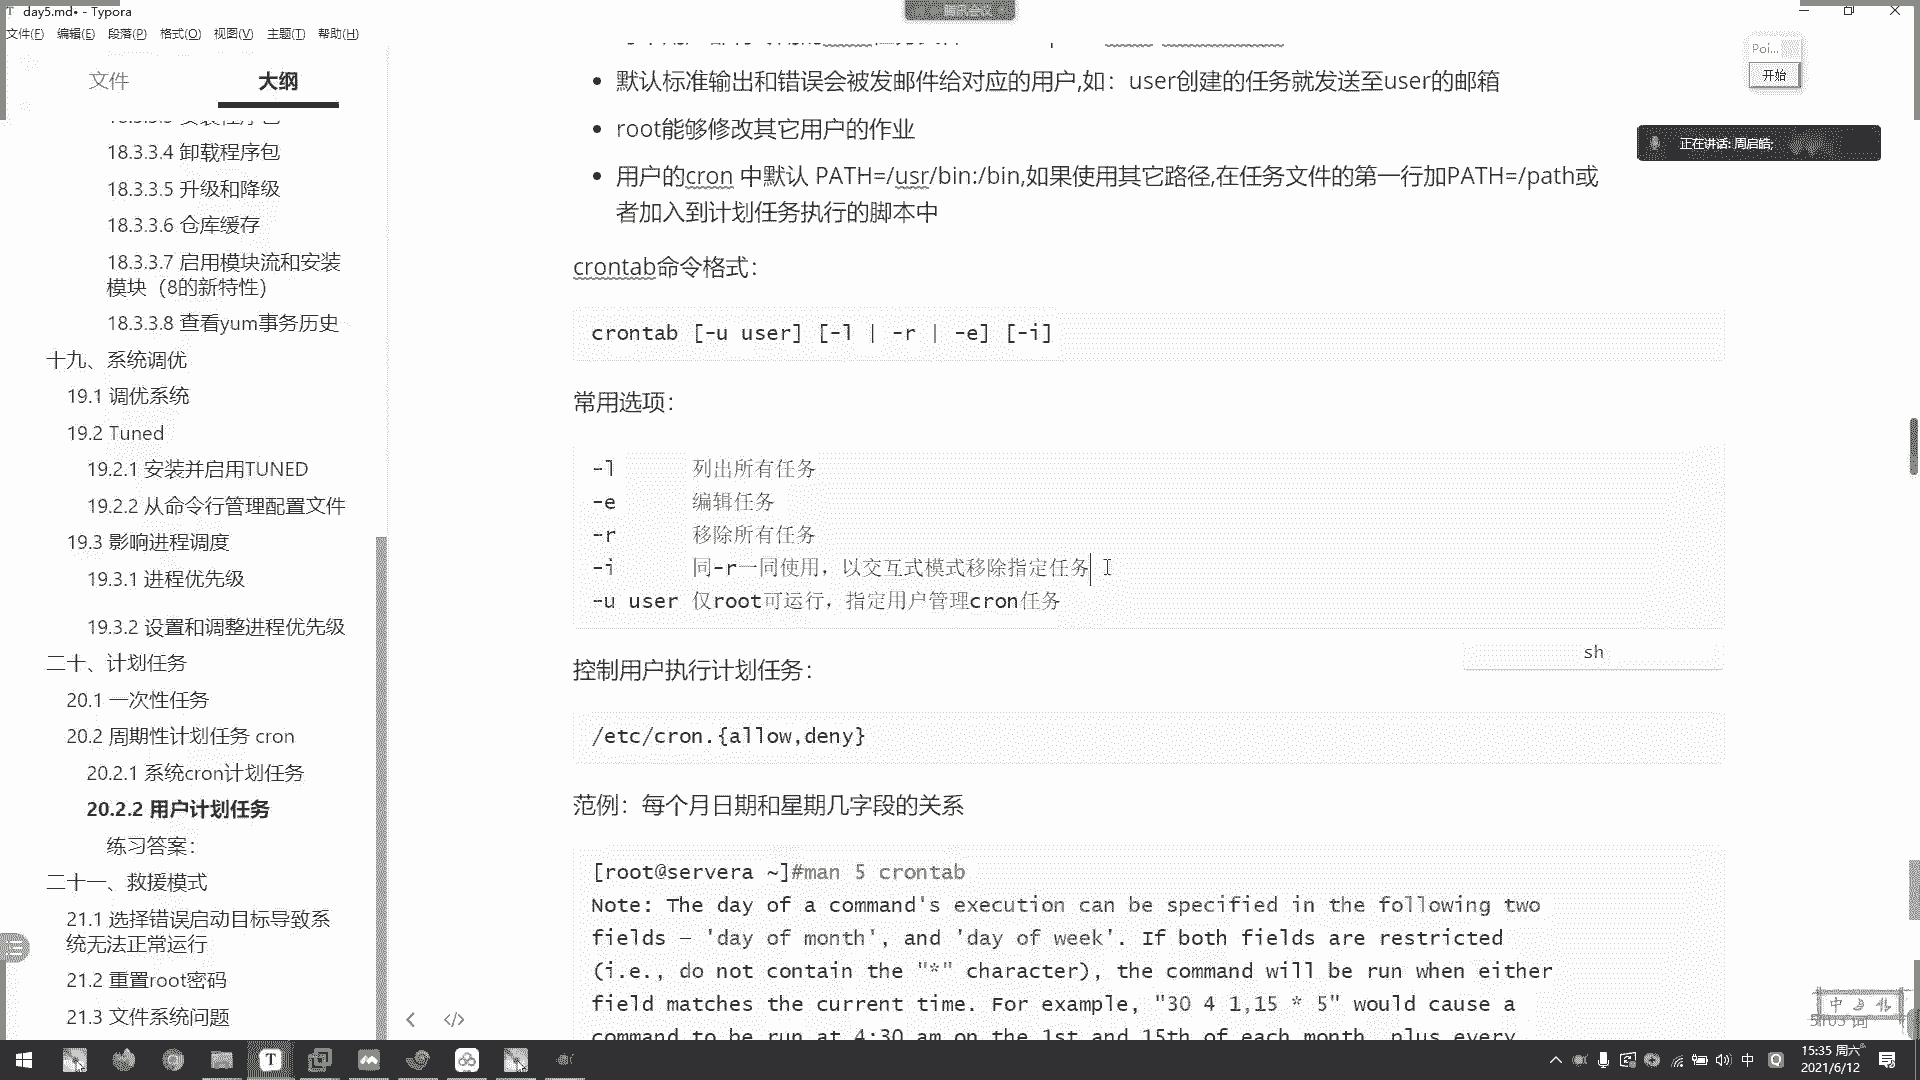 day5.md• - Typora
文件(F) 编辑(E) 段落(P) 格式(O) 视图(V) 主题(T) 帮助(H)
腾讯会议
文件 大纲
18.3.3.4 卸载程序包
18.3.3.5 升级和降级
18.3.3.6 仓库缓存
18.3.3.7 启用模块流和安装
模块（8的新特性）
18.3.3.8 查看yum事务历史
十九、系统调优
19.1 调优系统
19.2 Tuned
19.2.1 安装并启用TUNED
19.2.2 从命令行管理配置文件
19.3 影响进程调度
19.3.1 进程优先级
19.3.2 设置和调整进程优先级
二十、计划任务
20.1 一次性任务
20.2 周期性计划任务 cron
20.2.1 系统cron计划任务
20.2.2 用户计划任务
练习答案：
二十一、救援模式
21.1 选择错误启动目标导致系
统无法正常运行
21.2 重置root密码
21.3 文件系统问题
• 默认标准输出和错误会被发邮件给对应的用户,如：user创建的任务就发送至user的邮箱
• root能够修改其它用户的作业
• 用户的cron 中默认 PATH=/usr/bin:/bin,如果使用其它路径,在任务文件的第一行加PATH=/path或
者加入到计划任务执行的脚本中
crontab命令格式：
crontab [-u user] [-l | -r | -e] [-i]
常用选项：
-l 列出所有任务
-e 编辑任务
-r 移除所有任务
-i 同-r一同使用，以交互式模式移除指定任务
-u user 仅root可运行，指定用户管理cron任务
sh
控制用户执行计划任务：
/etc/cron.{allow,deny}
范例：每个月日期和星期几字段的关系
[root@servera ~]#man 5 crontab
Note: The day of a command's execution can be specified in the following two
fields — 'day of month', and 'day of week'. If both fields are restricted
(i.e., do not contain the "*" character), the command will be run when either
field matches the current time. For example, "30 4 1,15 * 5" would cause a
command to be run at 4:30 am on the 1st and 15th of each month, plus every
Poi...
开始
正在讲话: 周启皓;
中
15:35 周六
2021/6/12